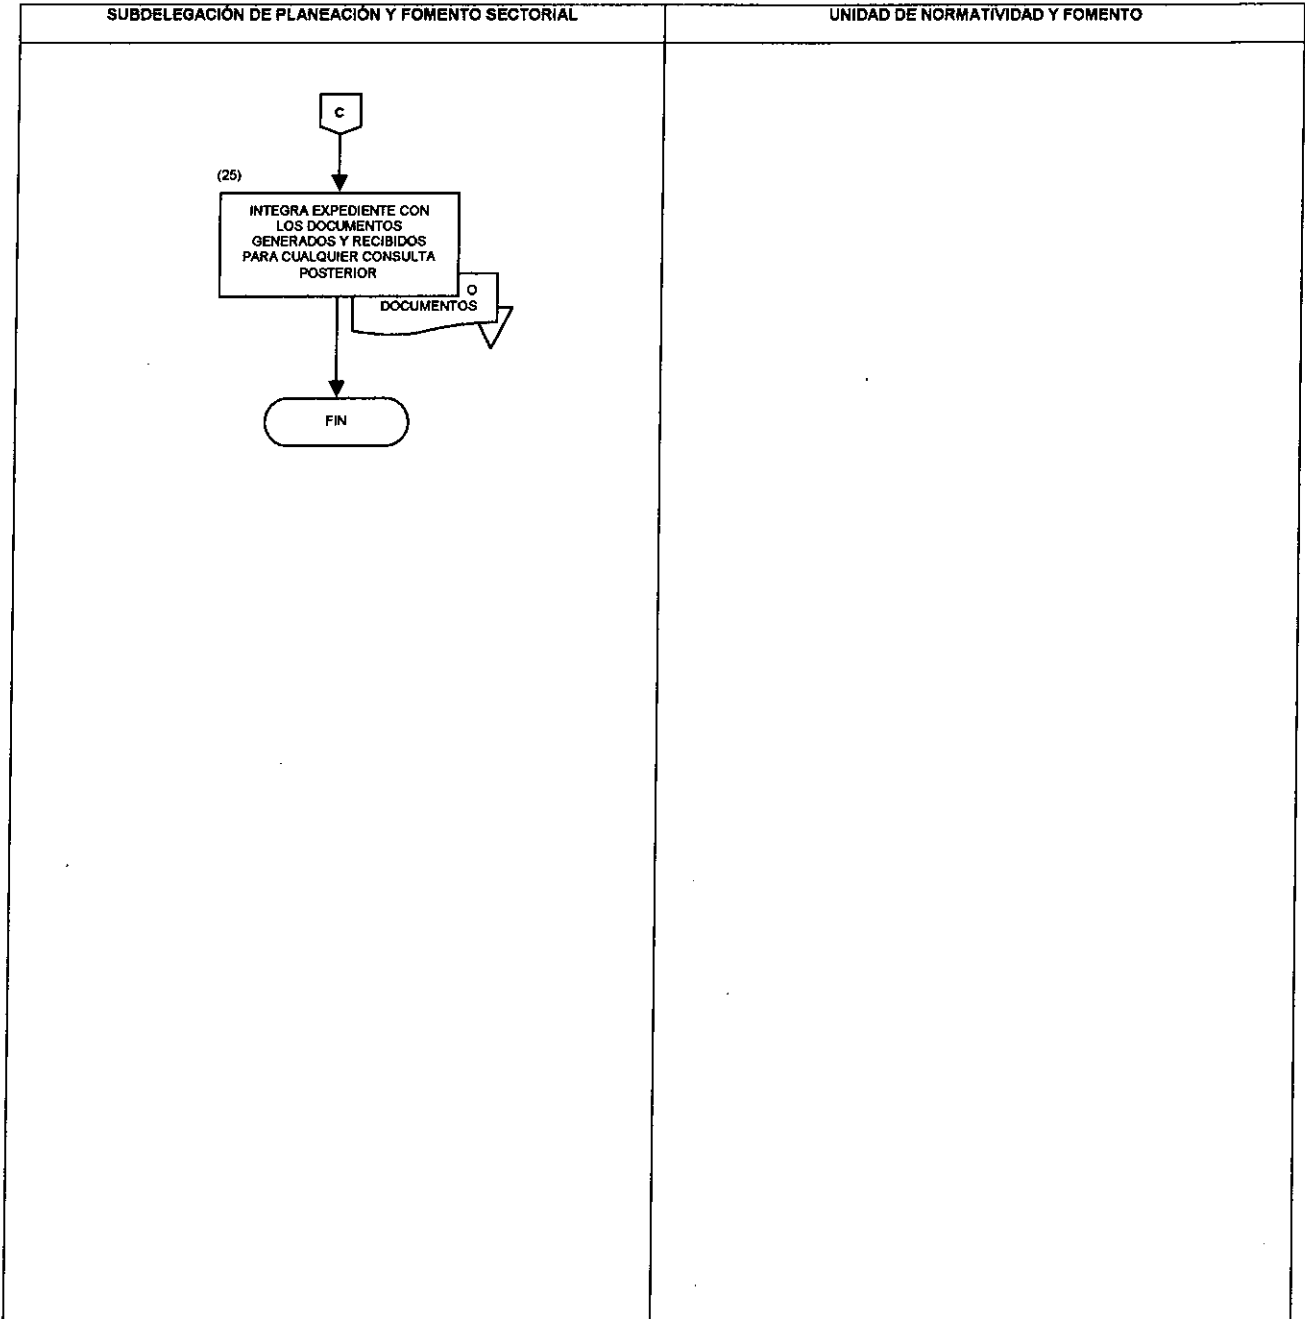 SUBDELEGACIÓN DE PLANEACIÓN Y FOMENTO SECTORIAL
UNIDAD DE NORMATIVIDAD Y FOMENTO
C
(25)
INTEGRA EXPEDIENTE CON
LOS DOCUMENTOS
GENERADOS Y RECIBIDOS
PARA CUALQUIER CONSULTA
POSTERIOR
O
DOCUMENTOS
FIN